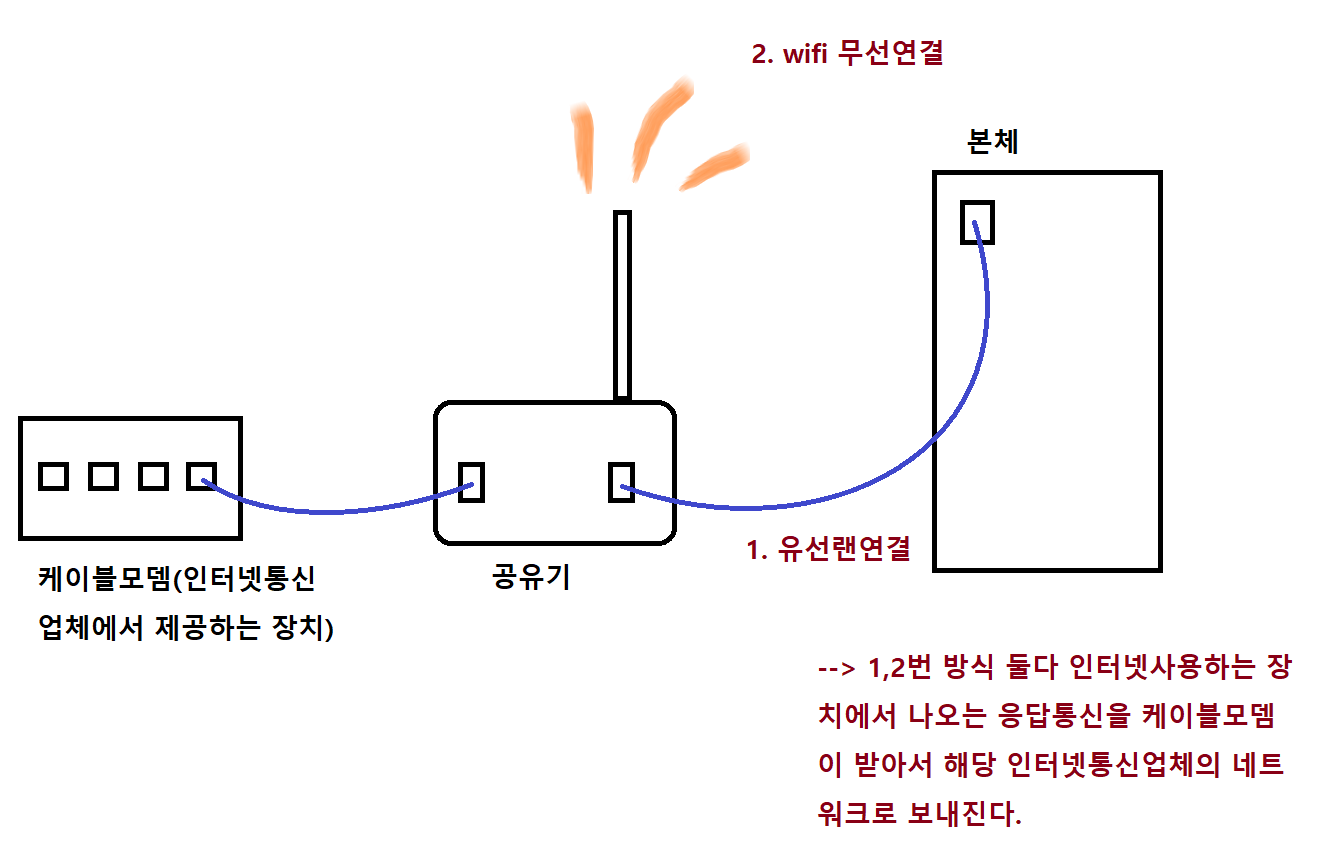 2. wifi 무선연결
본체
1. 유선랜연결
케이블모뎀(인터넷통신
업체에서 제공하는 장치)
공유기
--> 1,2번 방식 둘다 인터넷사용하는 장
치에서 나오는 응답통신을 케이블모뎀
이 받아서 해당 인터넷통신업체의 네트
워크로 보내진다.